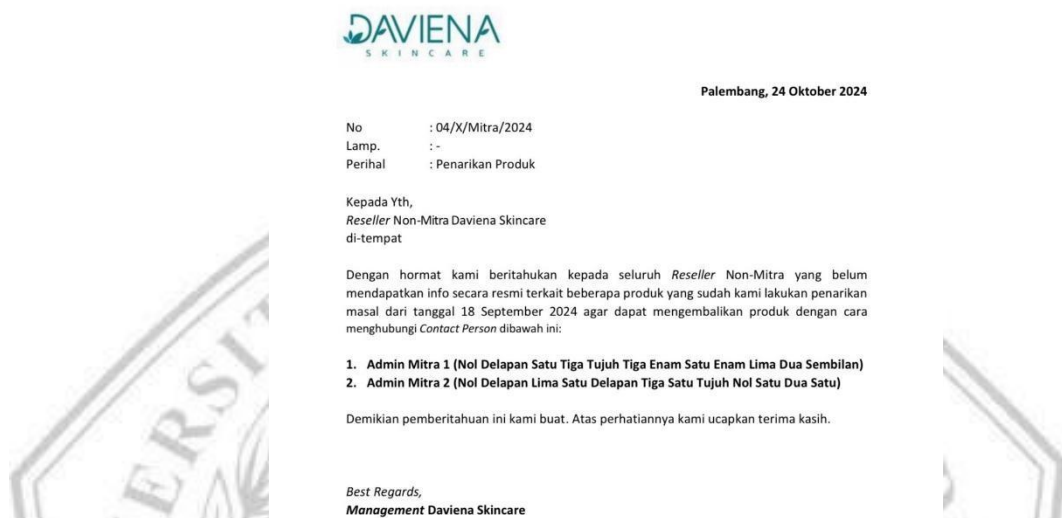 DAVIENA
SKINCARE
Palembang, 24 Oktober 2024
No : 04/X/Mitra/2024
Lamp. : -
Perihal : Penarikan Produk
Kepada Yth,
Reseller Non-Mitra Daviena Skincare
di-tempat
Dengan hormat kami beritahukan kepada seluruh Reseller Non-Mitra yang belum
mendapatkan info secara resmi terkait beberapa produk yang sudah kami lakukan penarikan
masal dari tanggal 18 September 2024 agar dapat mengembalikan produk dengan cara
menghubungi Contact Person dibawah ini:
1. Admin Mitra 1 (Nol Delapan Satu Tiga Tujuh Tiga Enam Satu Enam Lima Dua Sembilan)
2. Admin Mitra 2 (Nol Delapan Lima Satu Delapan Tiga Satu Tujuh Nol Satu Dua Satu)
Demikian pemberitahuan ini kami buat. Atas perhatiannya kami ucapkan terima kasih.
Best Regards,
Management Daviena Skincare